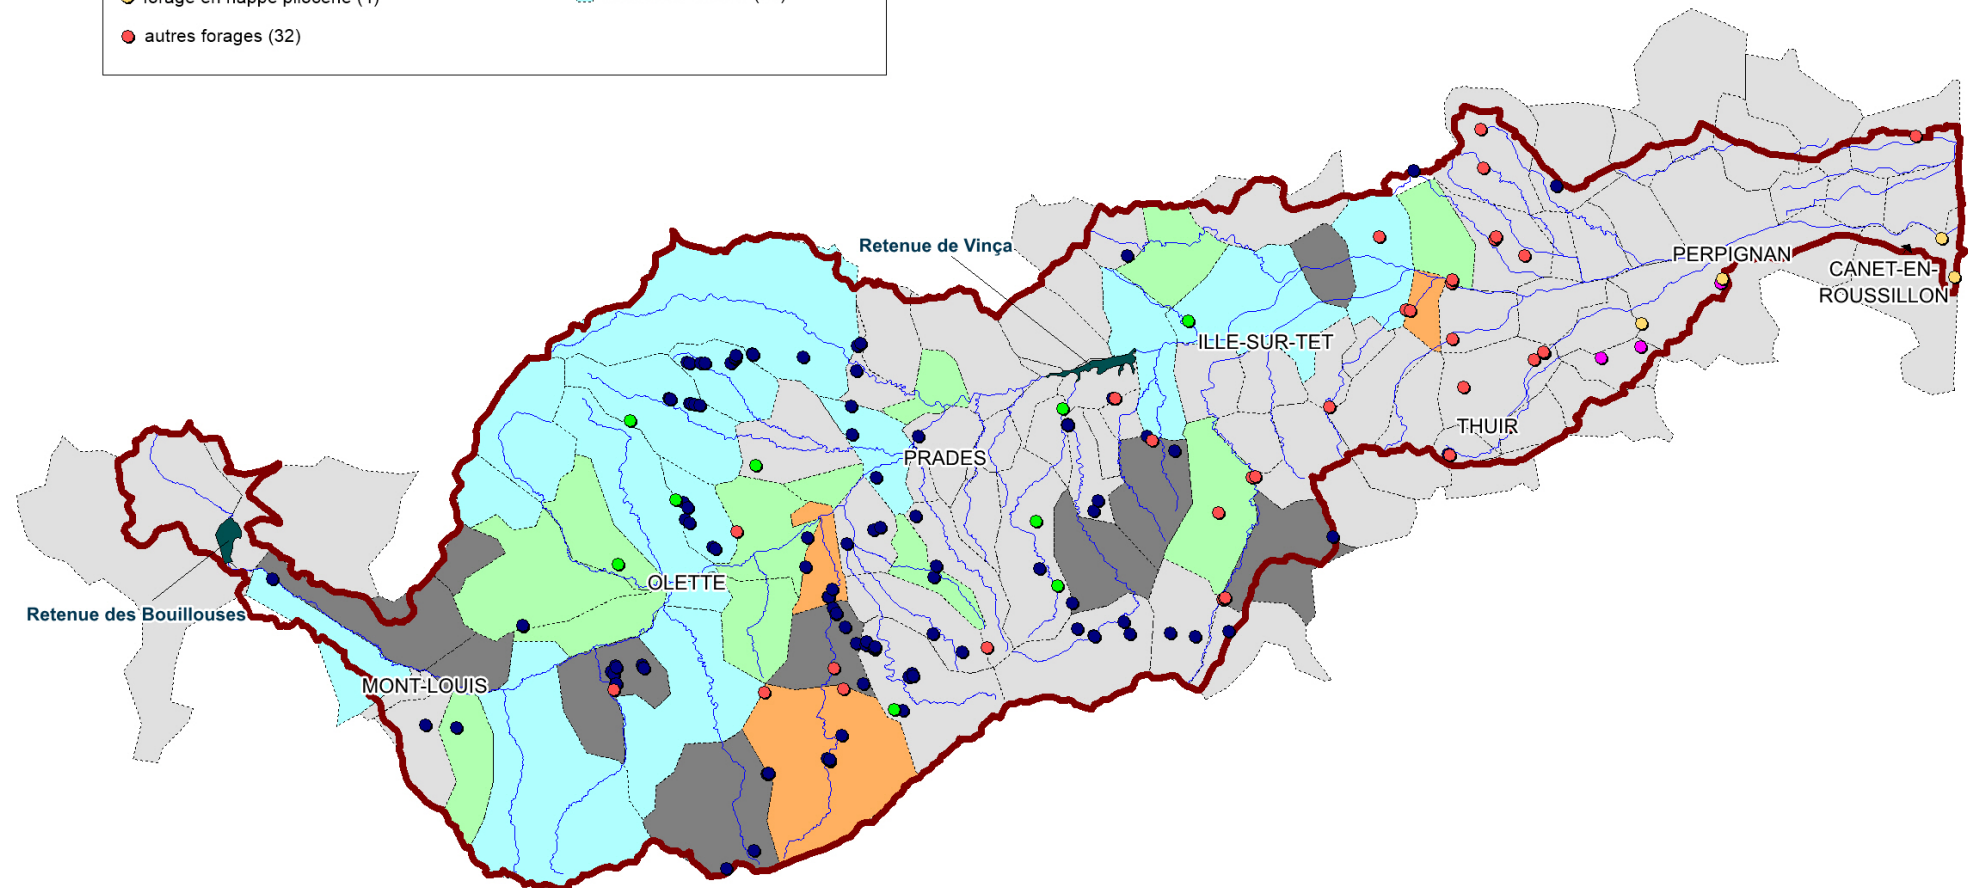 autres forages (32)
Retenue de Vinça
PERPIGNAN
CANET-EN-
ROUSSILLON
ILLE-SUR-TET
THUIR
PRADES
OLETTE
Retenue des Bouillouses
MONT-LOUIS